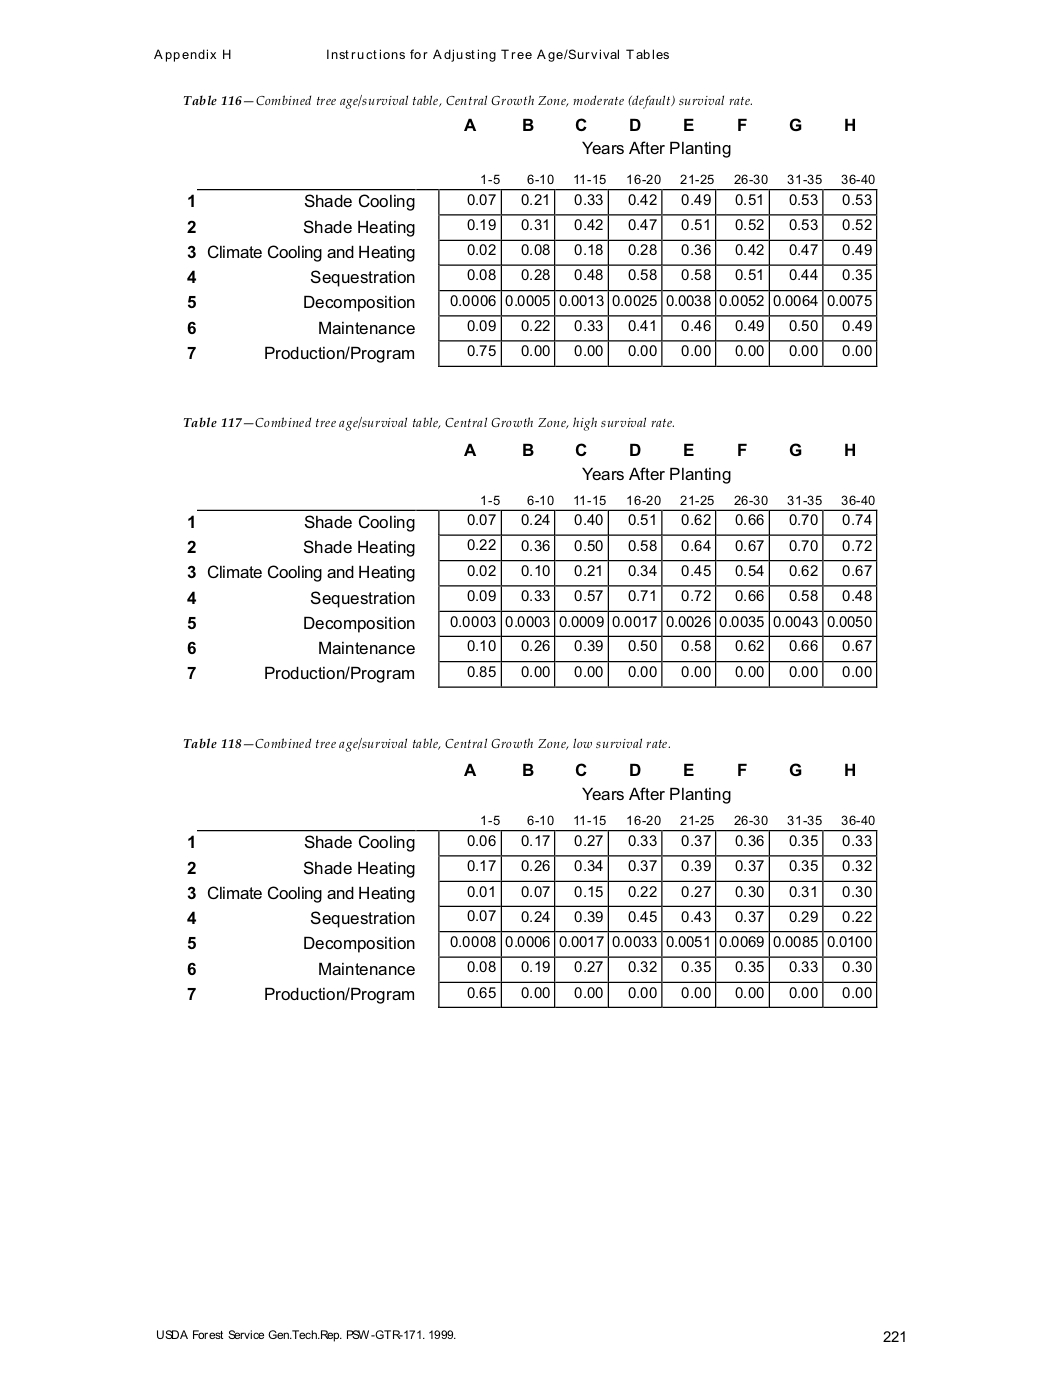 Appendix H Instructions for Adjusting Tree Age/Survival Tables
Table 116—Combined tree age/survival table, Central Growth Zone, moderate (default) survival rate.
A B C D E F G H
Years After Planting
1-5 6-10 11-15 16-20 21-25 26-30 31-35 36-40
1 Shade Cooling 0.07 0.21 0.33 0.42 0.49 0.51 0.53 0.53
2 Shade Heating 0.19 0.31 0.42 0.47 0.51 0.52 0.53 0.52
3 Climate Cooling and Heating 0.02 0.08 0.18 0.28 0.36 0.42 0.47 0.49
4 Sequestration 0.08 0.28 0.48 0.58 0.58 0.51 0.44 0.35
5 Decomposition 0.0006 0.0005 0.0013 0.0025 0.0038 0.0052 0.0064 0.0075
6 Maintenance 0.09 0.22 0.33 0.41 0.46 0.49 0.50 0.49
7 Production/Program 0.75 0.00 0.00 0.00 0.00 0.00 0.00 0.00
Table 117—Combined tree age/survival table, Central Growth Zone, high survival rate.
A B C D E F G H
Years After Planting
1-5 6-10 11-15 16-20 21-25 26-30 31-35 36-40
1 Shade Cooling 0.07 0.24 0.40 0.51 0.62 0.66 0.70 0.74
2 Shade Heating 0.22 0.36 0.50 0.58 0.64 0.67 0.70 0.72
3 Climate Cooling and Heating 0.02 0.10 0.21 0.34 0.45 0.54 0.62 0.67
4 Sequestration 0.09 0.33 0.57 0.71 0.72 0.66 0.58 0.48
5 Decomposition 0.0003 0.0003 0.0009 0.0017 0.0026 0.0035 0.0043 0.0050
6 Maintenance 0.10 0.26 0.39 0.50 0.58 0.62 0.66 0.67
7 Production/Program 0.85 0.00 0.00 0.00 0.00 0.00 0.00 0.00
Table 118—Combined tree age/survival table, Central Growth Zone, low survival rate.
A B C D E F G H
Years After Planting
1-5 6-10 11-15 16-20 21-25 26-30 31-35 36-40
1 Shade Cooling 0.06 0.17 0.27 0.33 0.37 0.36 0.35 0.33
2 Shade Heating 0.17 0.26 0.34 0.37 0.39 0.37 0.35 0.32
3 Climate Cooling and Heating 0.01 0.07 0.15 0.22 0.27 0.30 0.31 0.30
4 Sequestration 0.07 0.24 0.39 0.45 0.43 0.37 0.29 0.22
5 Decomposition 0.0008 0.0006 0.0017 0.0033 0.0051 0.0069 0.0085 0.0100
6 Maintenance 0.08 0.19 0.27 0.32 0.35 0.35 0.33 0.30
7 Production/Program 0.65 0.00 0.00 0.00 0.00 0.00 0.00 0.00
USDA Forest Service Gen.Tech.Rep. PSW-GTR-171. 1999. 221